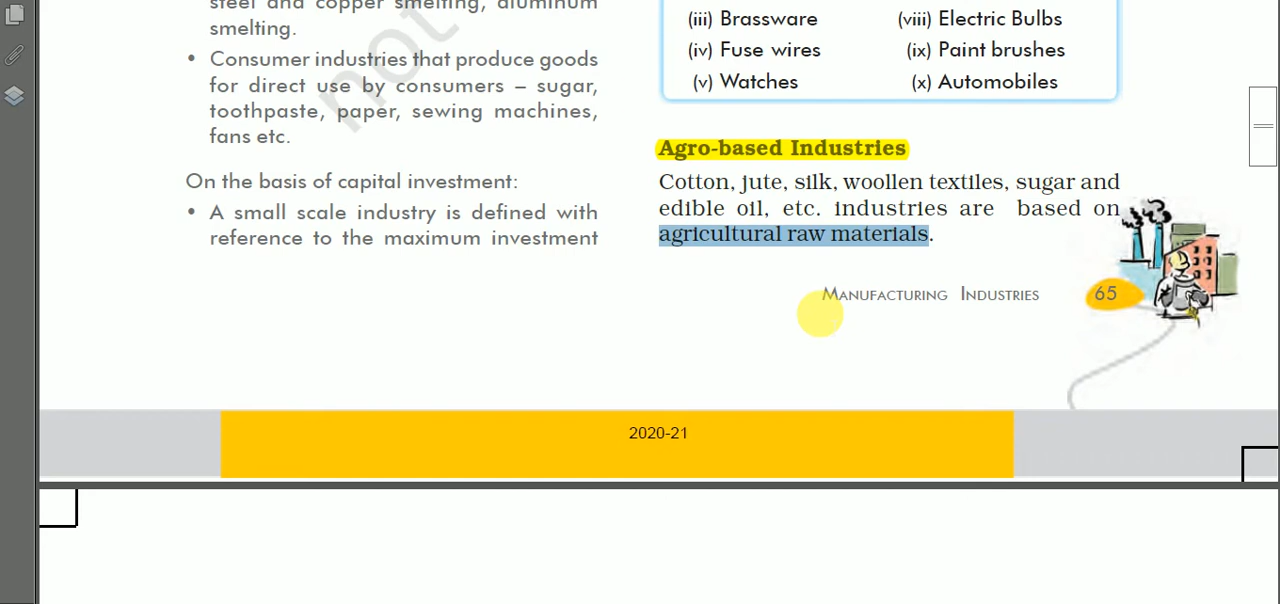 steel and copper smelting, aluminum
smelting.
• Consumer industries that produce goods
for direct use by consumers – sugar,
toothpaste, paper, sewing machines,
fans etc.
On the basis of capital investment:
• A small scale industry is defined with
reference to the maximum investment
not
(iii) Brassware (viii) Electric Bulbs
(iv) Fuse wires (ix) Paint brushes
(v) Watches (x) Automobiles
Agro-based Industries
Cotton, jute, silk, woollen textiles, sugar and
edible oil, etc. industries are based on
agricultural raw materials.
MANUFACTURING INDUSTRIES 65
2020-21